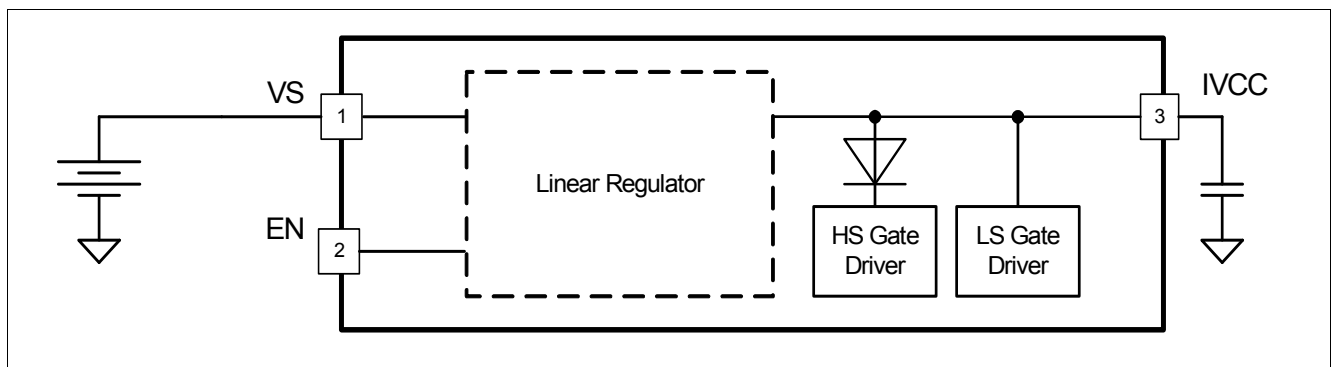 VS
1
EN
2
Linear Regulator
HS Gate
Driver
LS Gate
Driver
3
IVCC